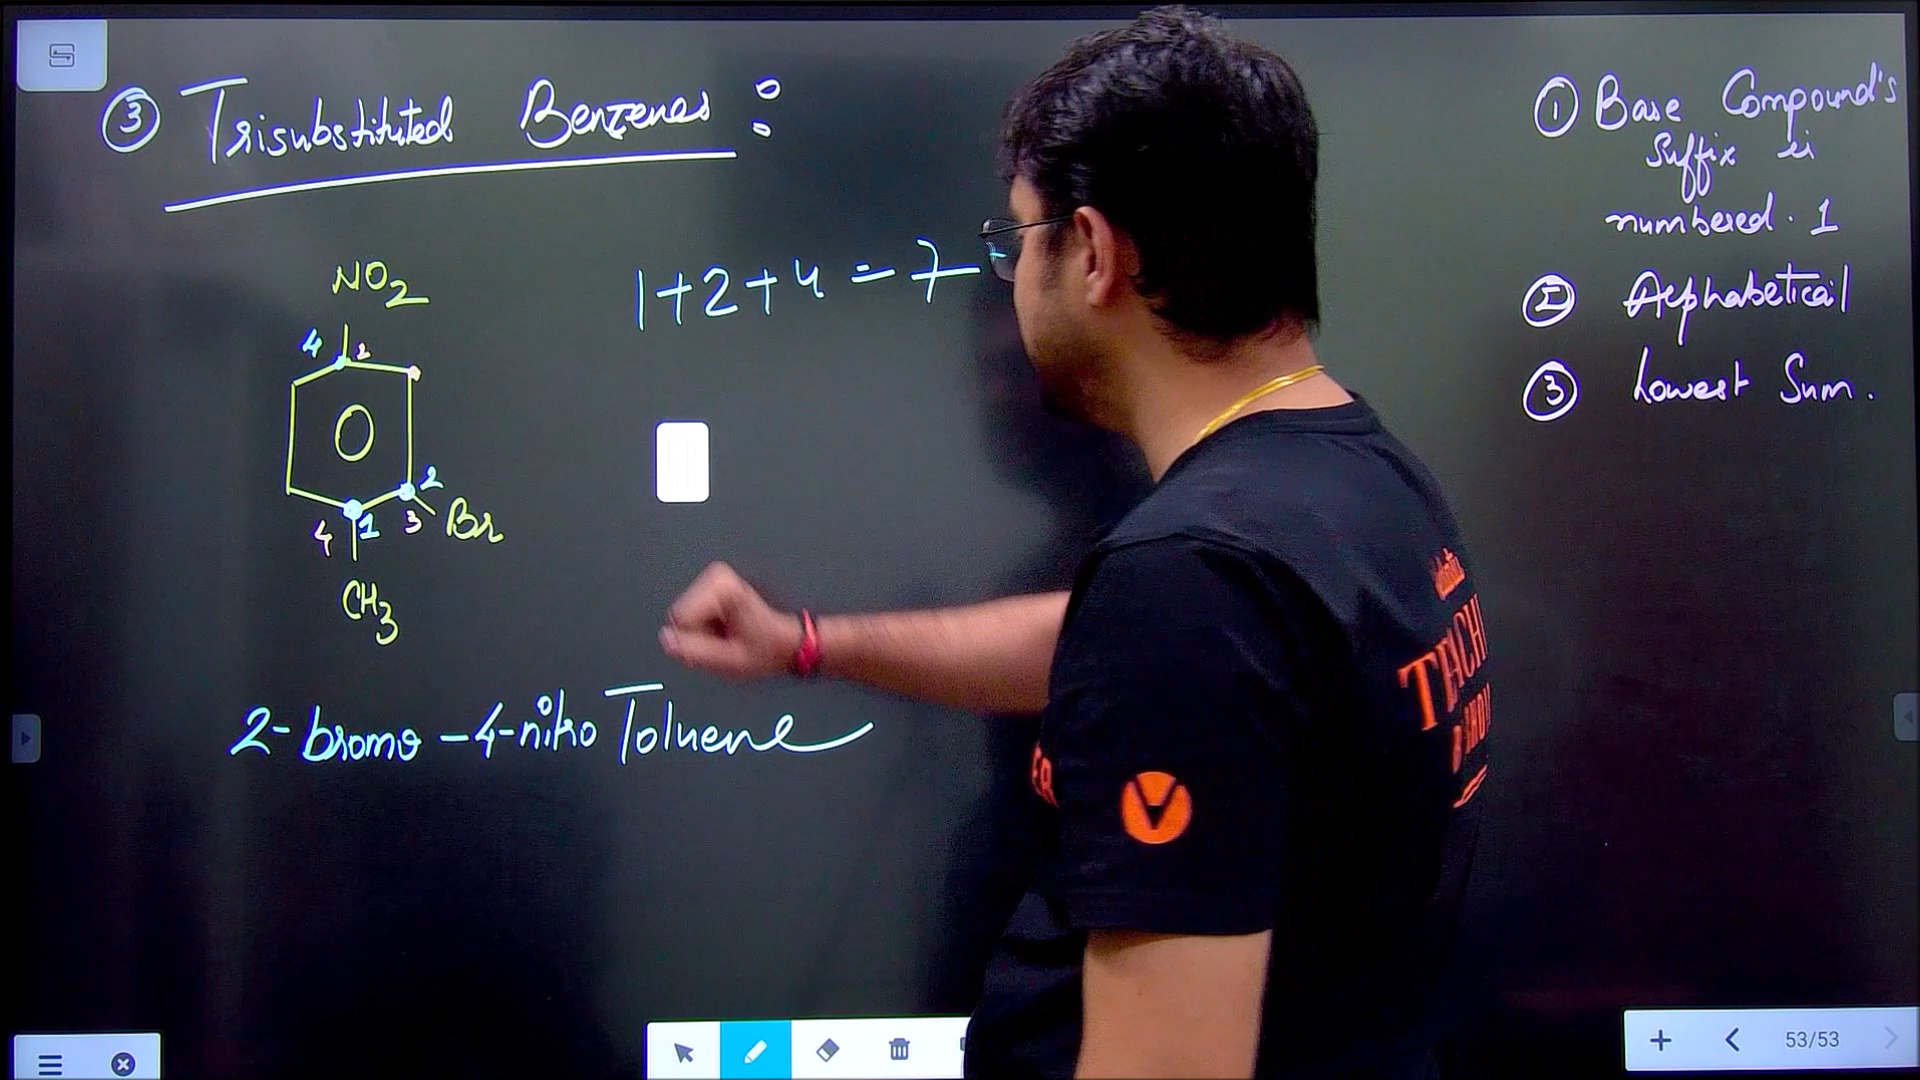 3 Trisubstituted Benzenes :
NO2
4 2
O
2
4 1 3 Br
CH3
1+2+4 = 7
2- bromo -4-nitro Toluene
1 Base Compound's
Suffix is
numbered. 1
2 Alphabetical
3 Lowest Sum.
TEACH
53/53